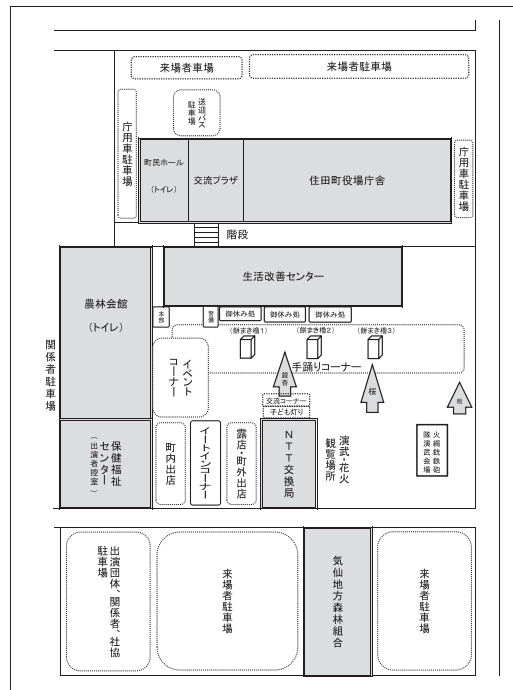 来場者車場
来場者駐車場
送迎バス
駐車場
庁用車駐車場
町民ホール
(トイレ)
交流プラザ
住田町役場庁舎
庁用車駐車場
階段
生活改善センター
農林会館
(トイレ)
関係者駐車場
本部
警備
御休み処
御休み処
御休み処
(餅まき櫓1)
(餅まき櫓2)
(餅まき櫓3)
手踊りコーナー
イベント
コーナー
銀杏
桜
交流コーナー
子ども灯り
保健福祉
センター
(出演者控室)
町内出店
イートインコーナー
露店・町外出店
NTT交換局
演武・花火
観覧場所
火縄銃鉄砲
隊演武会場
出演団体、関係者、社協
駐車場
来場者駐車場
気仙地方森林組合
来場者駐車場